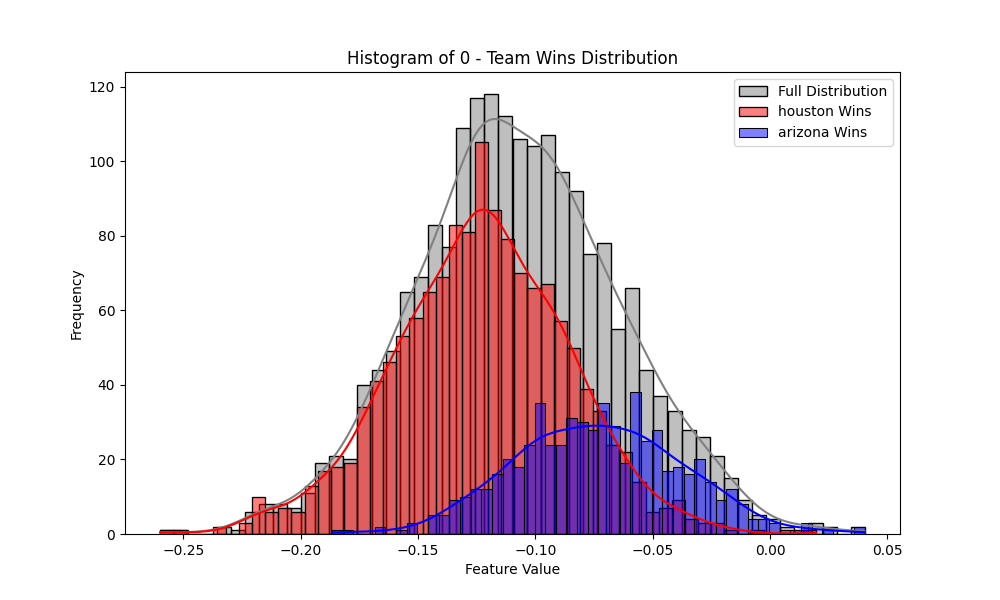 Histogram of 0 - Team Wins Distribution
Full Distribution
houston Wins
arizona Wins
Frequency
120
100
80
60
40
20
0
−0.25
−0.20
−0.15
−0.10
−0.05
0.00
0.05
Feature Value